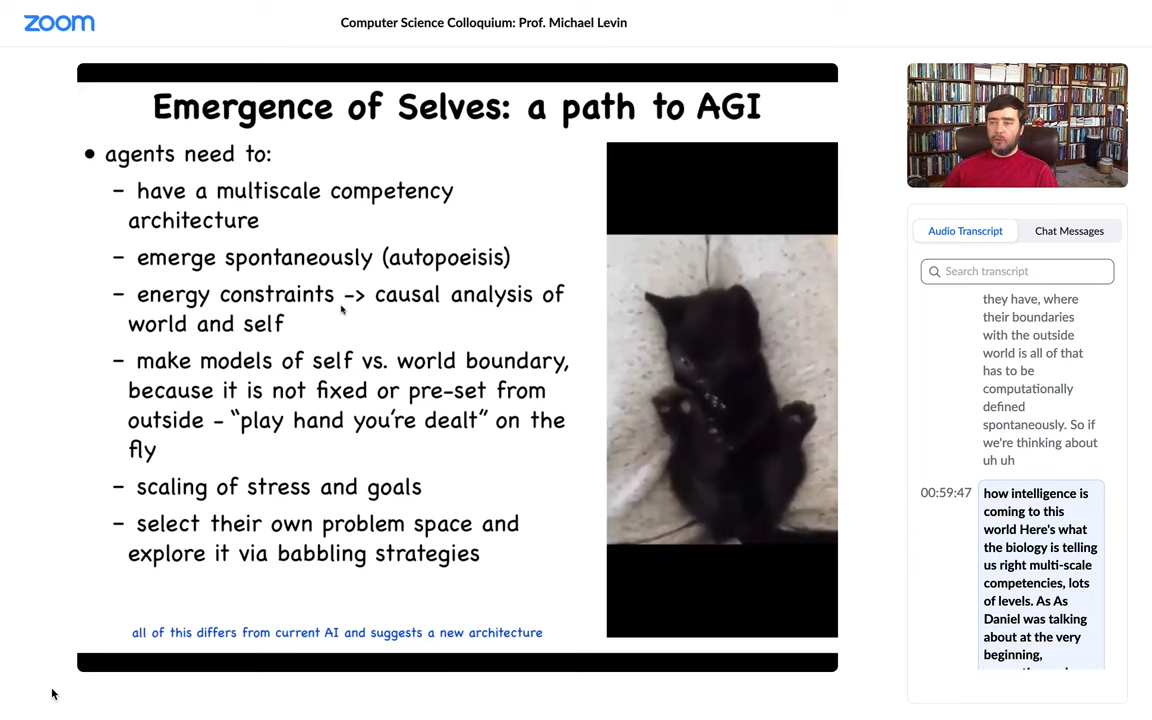 zoom
Computer Science Colloquium: Prof. Michael Levin
Emergence of Selves: a path to AGI
• agents need to:
– have a multiscale competency
architecture
– emerge spontaneously (autopoeisis)
– energy constraints -> causal analysis of
world and self
– make models of self vs. world boundary,
because it is not fixed or pre-set from
outside - "play hand you're dealt" on the
fly
– scaling of stress and goals
– select their own problem space and
explore it via babbling strategies
all of this differs from current AI and suggests a new architecture
Audio Transcript
Chat Messages
Search transcript
they have, where
their boundaries
with the outside
world is all of that
has to be
computationally
defined
spontaneously. So if
we're thinking about
uh uh
00:59:47
how intelligence is
coming to this
world Here's what
the biology is telling
us right multi-scale
competencies, lots
of levels. As As
Daniel was talking
about at the very
beginning,